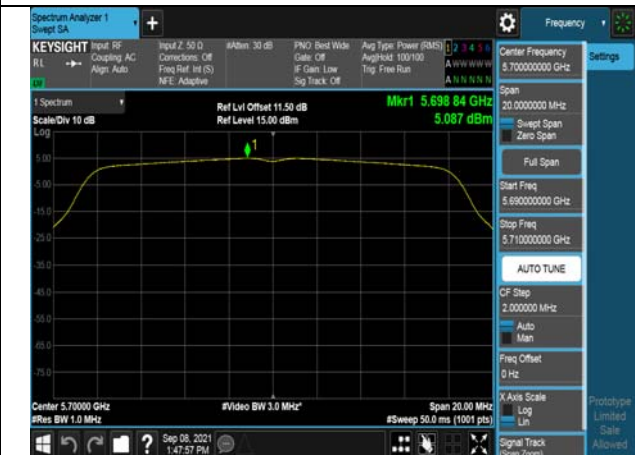 Spectrum Analyzer 1
Swept SA
+
Frequency
KEYSIGHT
RL
Input: RF
Coupling: AC
Align: Auto
Input Z: 50 Ω
Corrections: Off
Freq Ref: Int (S)
NFE: Adaptive
#Atten: 30 dB
PNO: Best Wide
Gate: Off
IF Gain: Low
Sig Track: Off
Avg Type: Power (RMS)
Avg|Hold: 100/100
Trig: Free Run
1 2 3 4 5 6
A W W W W W
A N N N N N
1 Spectrum
Scale/Div 10 dB
Ref Lvl Offset 11.50 dB
Ref Level 15.00 dBm
Mkr1 5.698 84 GHz
5.087 dBm
Log
1
5.00
-5.00
-15.0
-25.0
-35.0
-45.0
-55.0
-65.0
-75.0
Center 5.70000 GHz
#Res BW 1.0 MHz
#Video BW 3.0 MHz*
Span 20.00 MHz
#Sweep 50.0 ms (1001 pts)
?
Sep 08, 2021
1:47:57 PM
Center Frequency
5.700000000 GHz
Settings
Span
20.0000000 MHz
Swept Span
Zero Span
Full Span
Start Freq
5.690000000 GHz
Stop Freq
5.710000000 GHz
AUTO TUNE
CF Step
2.000000 MHz
Auto
Man
Freq Offset
0 Hz
X Axis Scale
Log
Lin
Signal Track
(Span Zoom)
Prototype
Limited
Sale
Allowed